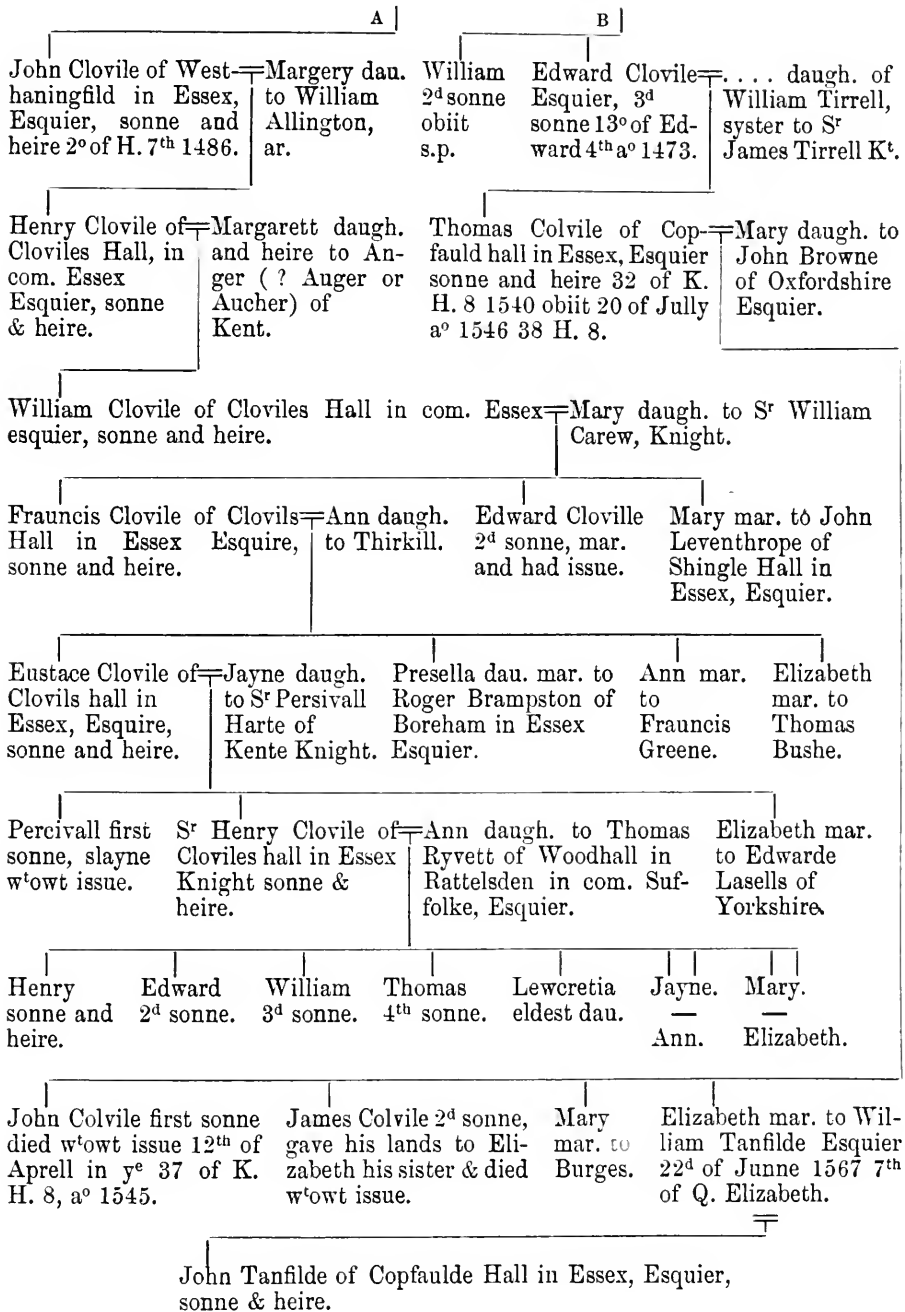 A
B
John Clovile of West-
haningfild in Essex,
Esquier, sonne and
heire 2º of H. 7th 1486.
Margery dau.
to William
Allington,
ar.
William
2d sonne
obiit
s.p.
Edward Clovile
Esquier, 3d
sonne 13º of Ed-
ward 4th aº 1473.
. . . . daugh. of
William Tirrell,
syster to Sr
James Tirrell Kt.
Henry Clovile of
Cloviles Hall, in
com. Essex
Esquier, sonne
& heire.
Margarett daugh.
and heire to An-
ger ( ? Auger or
Aucher) of
Kent.
Thomas Colvile of Cop-
fauld hall in Essex, Esquier
sonne and heire 32 of K.
H. 8 1540 obiit 20 of Jully
aº 1546 38 H. 8.
Mary daugh. to
John Browne
of Oxfordshire
Esquier.
William Clovile of Cloviles Hall in com. Essex
esquier, sonne and heire.
Mary daugh. to Sr William
Carew, Knight.
Frauncis Clovile of Clovils
Hall in Essex Esquire,
sonne and heire.
Ann daugh.
to Thirkill.
Edward Cloville
2d sonne, mar.
and had issue.
Mary mar. to John
Leventhrope of
Shingle Hall in
Essex, Esquier.
Eustace Clovile of
Clovils hall in
Essex, Esquire,
sonne and heire.
Jayne daugh.
to Sr Persivall
Harte of
Kente Knight.
Presella dau. mar. to
Roger Brampston of
Boreham in Essex
Esquier.
Ann mar.
to
Frauncis
Greene.
Elizabeth
mar. to
Thomas
Bushe.
Percivall first
sonne, slayne
wtowt issue.
Sr Henry Clovile of
Cloviles hall in Essex
Knight sonne &
heire.
Ann daugh. to Thomas
Ryvett of Woodhall in
Rattelsden in com. Suf-
folke, Esquier.
Elizabeth mar.
to Edwarde
Lasells of
Yorkshire.
Henry
sonne and
heire.
Edward
2d sonne.
William
3d sonne.
Thomas
4th sonne.
Lewcretia
eldest dau.
Jayne.
—
Ann.
Mary.
—
Elizabeth.
John Colvile first sonne
died wtowt issue 12th of
Aprell in ye 37 of K.
H. 8, aº 1545.
James Colvile 2d sonne,
gave his lands to Eli-
zabeth his sister & died
wtowt issue.
Mary
mar. to
Burges.
Elizabeth mar. to Wil-
liam Tanfilde Esquier
22d of Junne 1567 7th
of Q. Elizabeth.
John Tanfilde of Copfaulde Hall in Essex, Esquier,
sonne & heire.